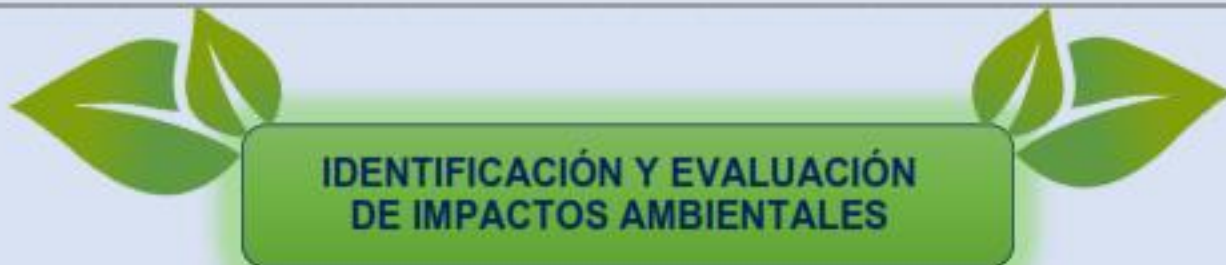 IDENTIFICACIÓN Y EVALUACIÓN
DE IMPACTOS AMBIENTALES